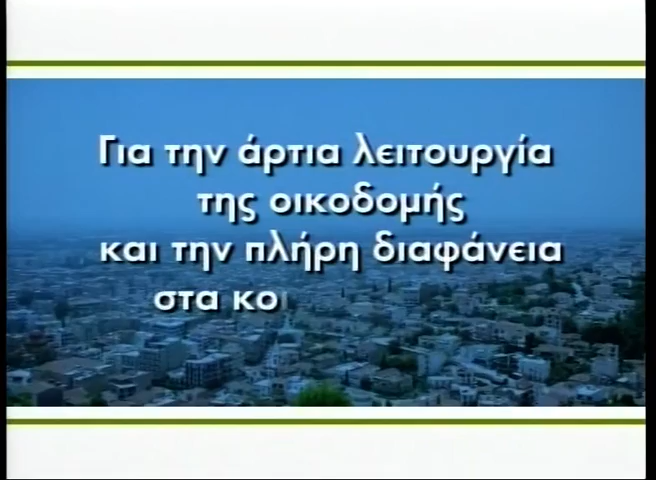 Για την άρτια λειτουργία
της οικοδομής
και την πλήρη διαφάνεια
στα κο